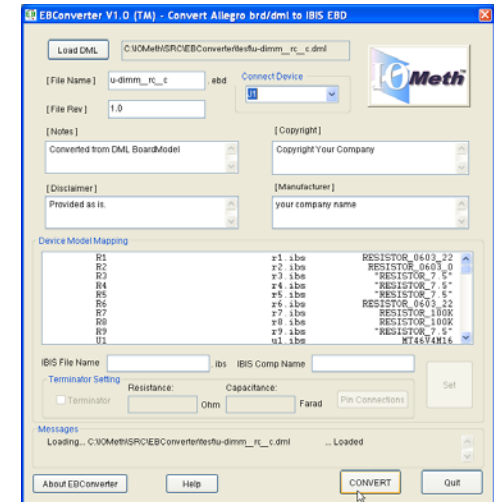 EBConverter V1.0 (TM) - Convert Allegro brd/dml to IBIS EBD
Load DML C:\IOMeth\SRC\EBConverter\test\u-dimm__rc__c.dml
[File Name] u-dimm__rc__c .ebd Connect Device
J1
IOMeth
[File Rev] 1.0
[Notes] [Copyright]
Converted from DML BoardModel Copyright Your Company
[Disclaimer] [Manufacturer]
Provided as is. your company name
Device Model Mapping
R1 r1.ibs RESISTOR_0603_22
R2 r2.ibs RESISTOR_0603_0
R3 r3.ibs "RESISTOR_7.5"
R4 r4.ibs "RESISTOR_7.5"
R5 r5.ibs "RESISTOR_7.5"
R6 r6.ibs RESISTOR_0603_22
R7 r7.ibs RESISTOR_100K
R8 r8.ibs RESISTOR_100K
R9 r9.ibs "RESISTOR_7.5"
U1 u1.ibs MT46V4M16
IBIS File Name .ibs IBIS Comp Name
Terminator Setting
Resistance: Capacitance:
Terminator Ohm Farad Pin Connections Set
Messages
Loading... C:\IOMeth\SRC\EBConverter\test\u-dimm__rc__c.dml ... Loaded
About EBConverter Help CONVERT Quit